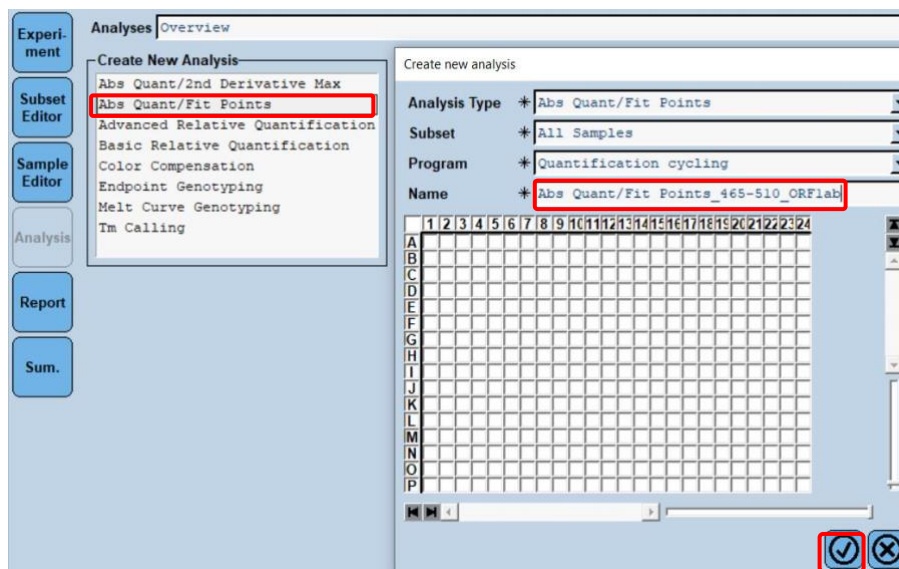 Experi-
ment
Subset
Editor
Sample
Editor
Analysis
Report
Sum.
Analyses Overview
Create New Analysis
Abs Quant/2nd Derivative Max
Abs Quant/Fit Points
Advanced Relative Quantification
Basic Relative Quantification
Color Compensation
Endpoint Genotyping
Melt Curve Genotyping
Tm Calling
Create new analysis
Analysis Type * Abs Quant/Fit Points
Subset * All Samples
Program * Quantification cycling
Name * Abs Quant/Fit Points_465-510_ORFlab
1 2 3 4 5 6 7 8 9 10 11 12 13 14 15 16 17 18 19 20 21 22 23 24
A
B
C
D
E
F
G
H
I
J
K
L
M
N
O
P